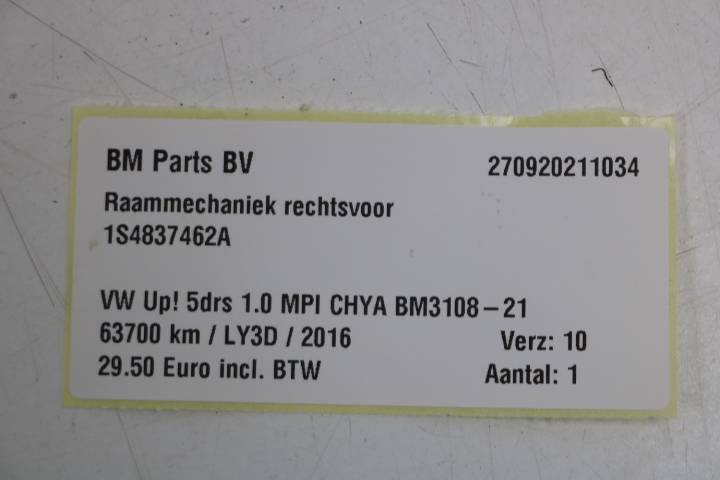 BM Parts BV 270920211034
Raammechaniek rechtsvoor
1S4837462A
VW Up! 5drs 1.0 MPI CHYA BM3108-21
63700 km / LY3D / 2016 Verz: 10
29.50 Euro incl. BTW Aantal: 1